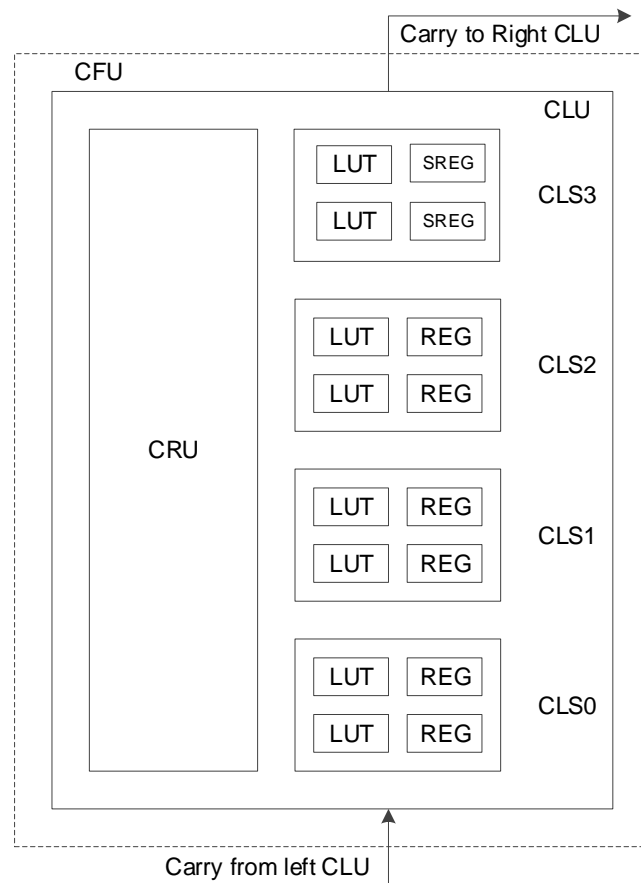 Carry to Right CLU
CFU
CLU
LUT SREG
CLS3
LUT SREG
LUT REG
CLS2
LUT REG
CRU
LUT REG
CLS1
LUT REG
LUT REG
CLS0
LUT REG
Carry from left CLU